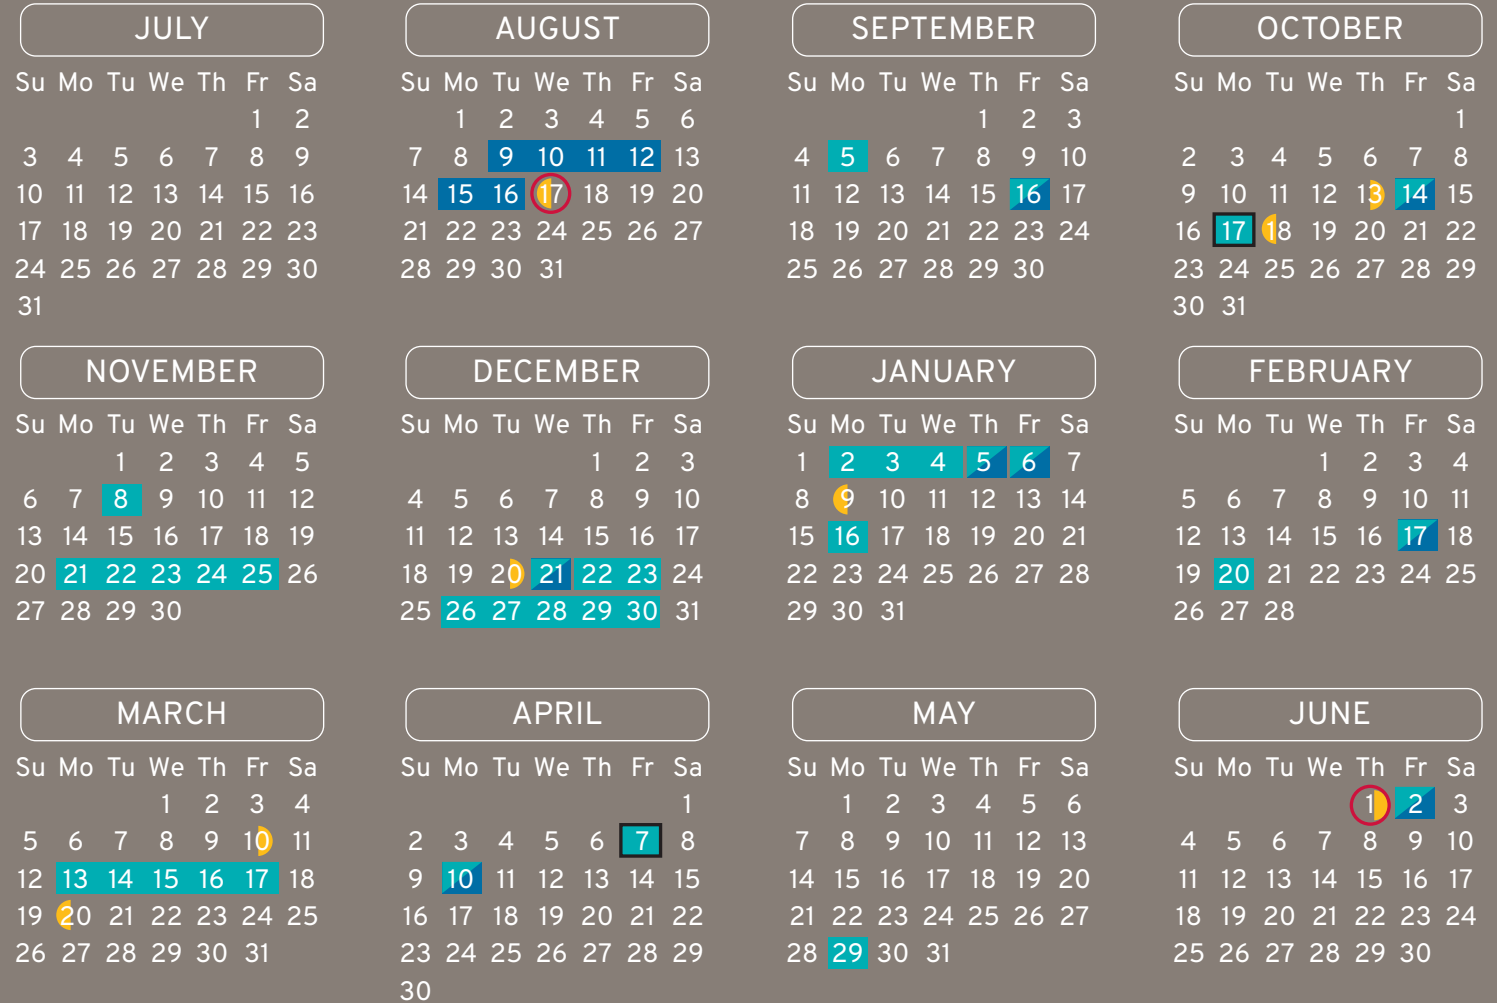 JULY
Su Mo Tu We Th Fr Sa
1 2
3 4 5 6 7 8 9
10 11 12 13 14 15 16
17 18 19 20 21 22 23
24 25 26 27 28 29 30
31
AUGUST
Su Mo Tu We Th Fr Sa
1 2 3 4 5 6
7 8 9 10 11 12 13
14 15 16 17 18 19 20
21 22 23 24 25 26 27
28 29 30 31
SEPTEMBER
Su Mo Tu We Th Fr Sa
1 2 3
4 5 6 7 8 9 10
11 12 13 14 15 16 17
18 19 20 21 22 23 24
25 26 27 28 29 30
OCTOBER
Su Mo Tu We Th Fr Sa
1
2 3 4 5 6 7 8
9 10 11 12 13 14 15
16 17 18 19 20 21 22
23 24 25 26 27 28 29
30 31
NOVEMBER
Su Mo Tu We Th Fr Sa
1 2 3 4 5
6 7 8 9 10 11 12
13 14 15 16 17 18 19
20 21 22 23 24 25 26
27 28 29 30
DECEMBER
Su Mo Tu We Th Fr Sa
1 2 3
4 5 6 7 8 9 10
11 12 13 14 15 16 17
18 19 20 21 22 23 24
25 26 27 28 29 30 31
JANUARY
Su Mo Tu We Th Fr Sa
1 2 3 4 5 6 7
8 9 10 11 12 13 14
15 16 17 18 19 20 21
22 23 24 25 26 27 28
29 30 31
FEBRUARY
Su Mo Tu We Th Fr Sa
1 2 3 4
5 6 7 8 9 10 11
12 13 14 15 16 17 18
19 20 21 22 23 24 25
26 27 28
MARCH
Su Mo Tu We Th Fr Sa
1 2 3 4
5 6 7 8 9 10 11
12 13 14 15 16 17 18
19 20 21 22 23 24 25
26 27 28 29 30 31
APRIL
Su Mo Tu We Th Fr Sa
1
2 3 4 5 6 7 8
9 10 11 12 13 14 15
16 17 18 19 20 21 22
23 24 25 26 27 28 29
30
MAY
Su Mo Tu We Th Fr Sa
1 2 3 4 5 6
7 8 9 10 11 12 13
14 15 16 17 18 19 20
21 22 23 24 25 26 27
28 29 30 31
JUNE
Su Mo Tu We Th Fr Sa
1 2 3
4 5 6 7 8 9 10
11 12 13 14 15 16 17
18 19 20 21 22 23 24
25 26 27 28 29 30